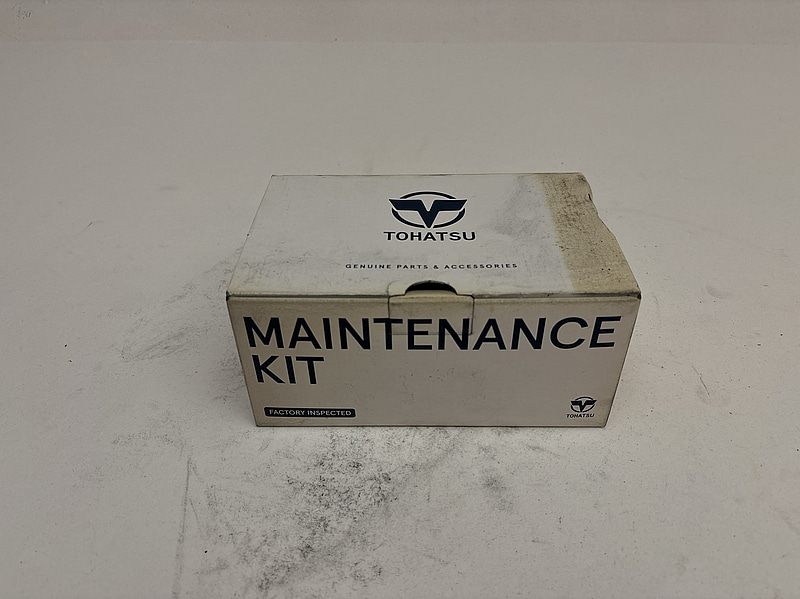 TOHATSU
GENUINE PARTS & ACCESSORIES
MAINTENANCE
KIT
FACTORY INSPECTED
TOHATSU